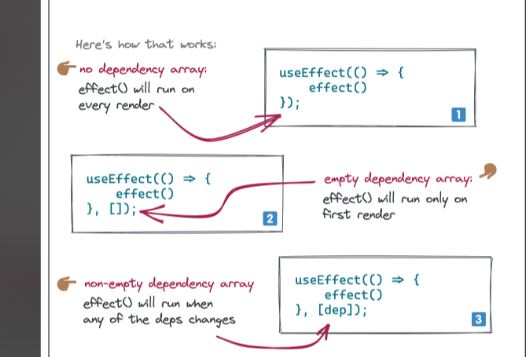 Here's how that works:
no dependency array:
effect() will run on
every render
useEffect(() ⇒ {
effect()
});
1
useEffect(() ⇒ {
effect()
}, []);
2
empty dependency array:
effect() will run only on
first render
non-empty dependency array
effect() will run when
any of the deps changes
useEffect(() ⇒ {
effect()
}, [dep]);
3